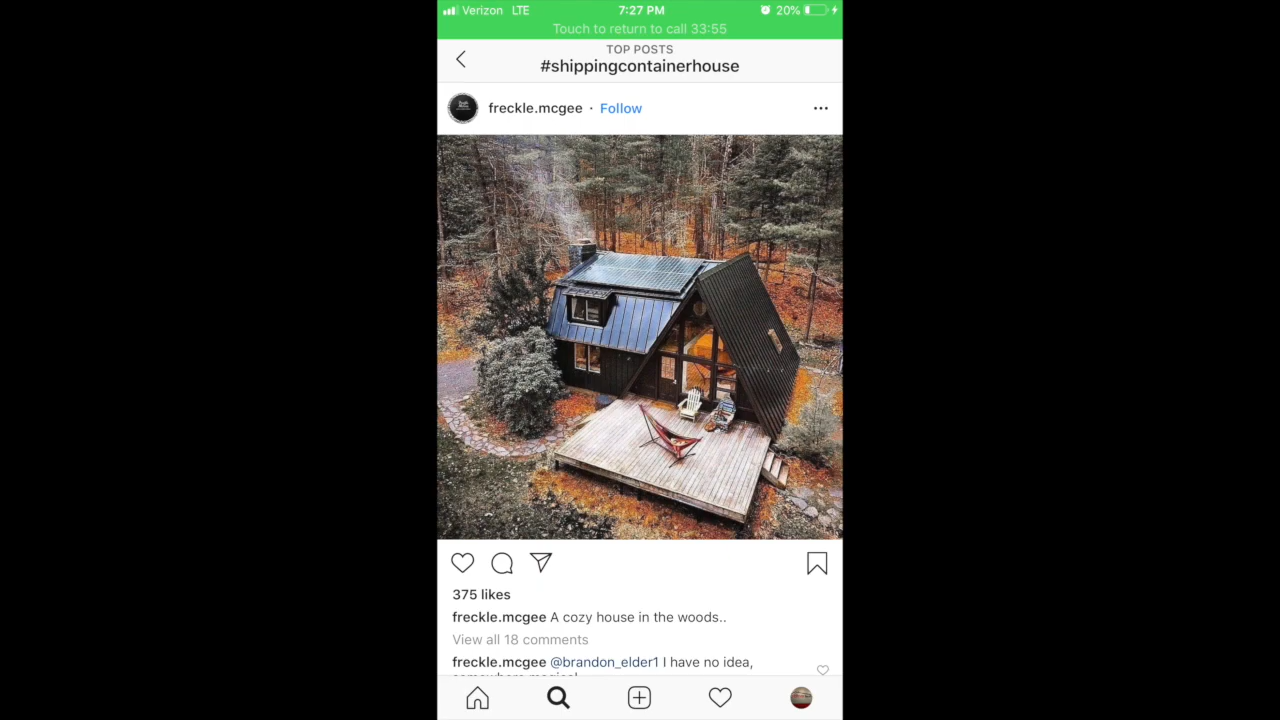 Verizon LTE 7:27 PM 20%
Touch to return to call 33:55
TOP POSTS
#shippingcontainerhouse
freckle.mcgee · Follow
375 likes
freckle.mcgee A cozy house in the woods..
View all 18 comments
freckle.mcgee @brandon_elder1 I have no idea,